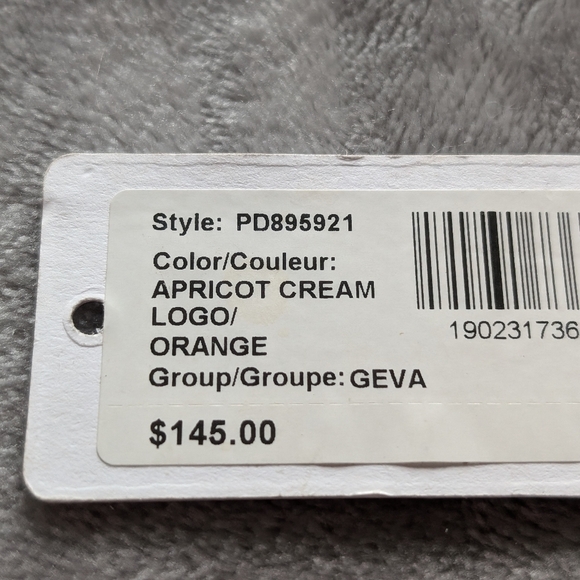 Style: PD895921
Color/Couleur:
APRICOT CREAM
LOGO/
ORANGE
Group/Groupe: GEVA
$145.00
190231736